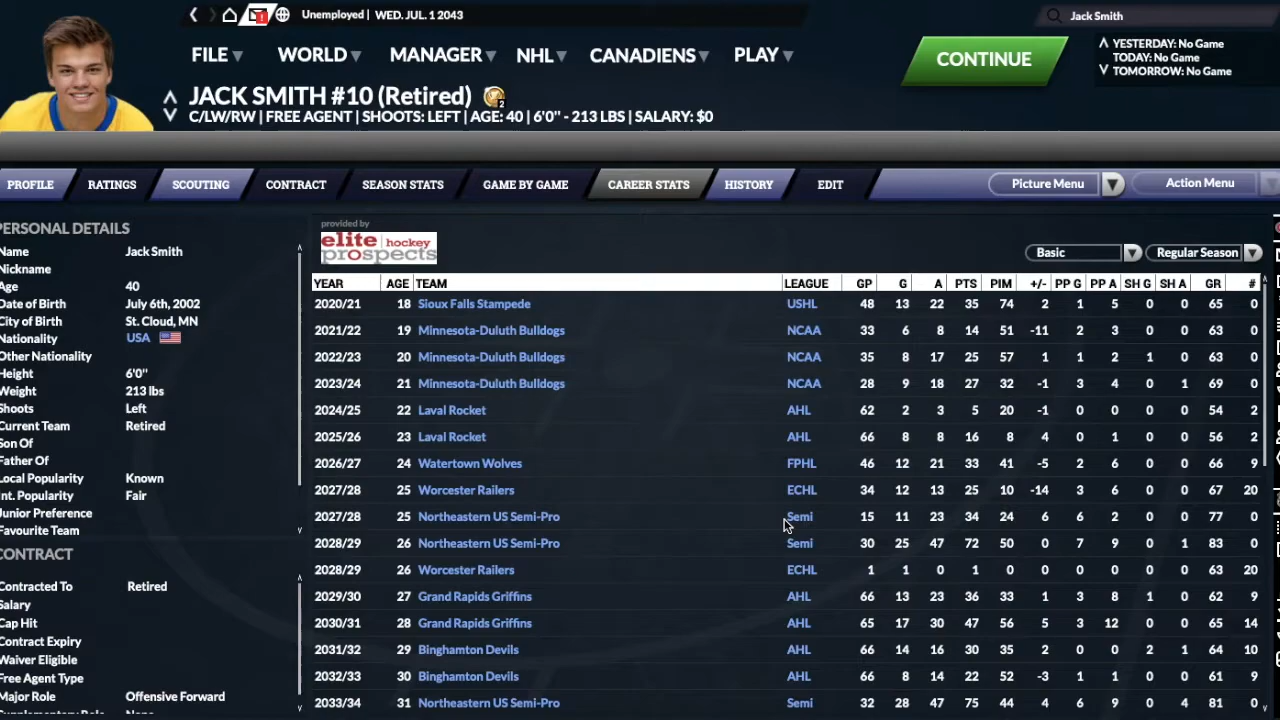 Unemployed | WED. JUL. 1 2043
Jack Smith
FILE WORLD MANAGER NHL CANADIENS PLAY
CONTINUE
YESTERDAY: No Game
TODAY: No Game
TOMORROW: No Game
JACK SMITH #10 (Retired) 2
C/LW/RW | FREE AGENT | SHOOTS: LEFT | AGE: 40 | 6'0" - 213 LBS | SALARY: $0
PROFILE RATINGS SCOUTING CONTRACT SEASON STATS GAME BY GAME CAREER STATS HISTORY EDIT Picture Menu Action Menu
PERSONAL DETAILS
Name Jack Smith
Nickname
Age 40
Date of Birth July 6th, 2002
City of Birth St. Cloud, MN
Nationality USA
Other Nationality
Height 6'0"
Weight 213 lbs
Shoots Left
Current Team Retired
Son Of
Father Of
Local Popularity Known
Int. Popularity Fair
Junior Preference
Favourite Team
CONTRACT
Contracted To Retired
Salary
Cap Hit
Contract Expiry
Waiver Eligible
Free Agent Type
Major Role Offensive Forward
provided by
elite hockey
prospects
Basic Regular Season
YEAR AGE TEAM LEAGUE GP G A PTS PIM +/- PP G PP A SH G SH A GR #
2020/21 18 Sioux Falls Stampede USHL 48 13 22 35 74 2 1 5 0 0 65 0
2021/22 19 Minnesota-Duluth Bulldogs NCAA 33 6 8 14 51 -11 2 3 0 0 63 0
2022/23 20 Minnesota-Duluth Bulldogs NCAA 35 8 17 25 57 1 1 2 1 0 63 0
2023/24 21 Minnesota-Duluth Bulldogs NCAA 28 9 18 27 32 -1 3 4 0 1 69 0
2024/25 22 Laval Rocket AHL 62 2 3 5 20 -1 0 0 0 0 54 2
2025/26 23 Laval Rocket AHL 66 8 8 16 8 4 0 1 0 0 56 2
2026/27 24 Watertown Wolves FPHL 46 12 21 33 41 -5 2 6 0 0 66 9
2027/28 25 Worcester Railers ECHL 34 12 13 25 10 -14 3 6 0 0 67 20
2027/28 25 Northeastern US Semi-Pro Semi 15 11 23 34 24 6 6 2 0 0 77 0
2028/29 26 Northeastern US Semi-Pro Semi 30 25 47 72 50 0 7 9 0 1 83 0
2028/29 26 Worcester Railers ECHL 1 1 0 1 0 0 0 0 0 0 63 20
2029/30 27 Grand Rapids Griffins AHL 66 13 23 36 33 1 3 8 1 0 62 9
2030/31 28 Grand Rapids Griffins AHL 65 17 30 47 56 5 3 12 0 0 65 14
2031/32 29 Binghamton Devils AHL 66 14 16 30 35 2 0 0 2 1 64 10
2032/33 30 Binghamton Devils AHL 66 8 14 22 52 -3 1 1 0 0 61 9
2033/34 31 Northeastern US Semi-Pro Semi 32 28 47 75 44 4 6 9 0 4 81 0